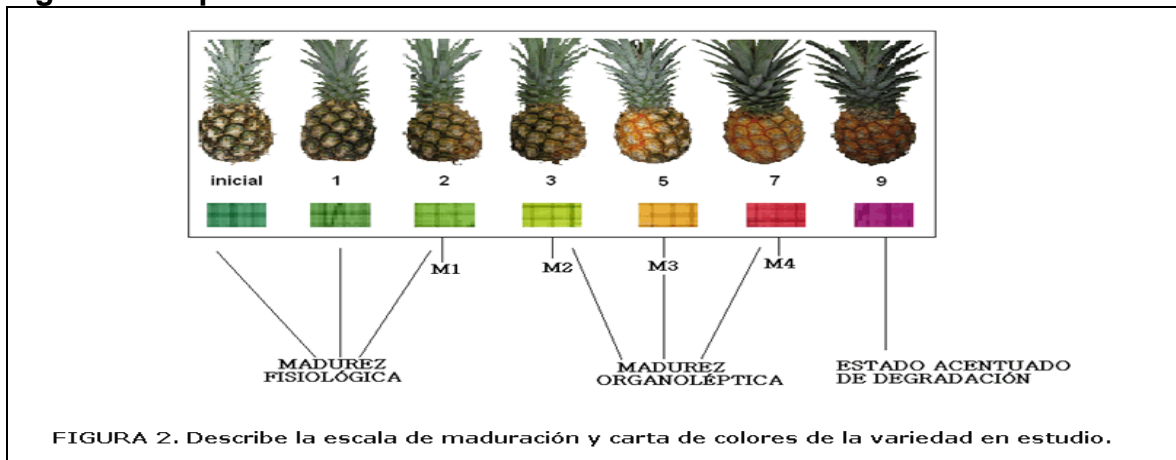 inicial 1 2 3 5 7 9
M1 M2 M3 M4
MADUREZ
FISIOLÓGICA
MADUREZ
ORGANOLÉPTICA
ESTADO ACENTUADO
DE DEGRADACIÓN
FIGURA 2. Describe la escala de maduración y carta de colores de la variedad en estudio.